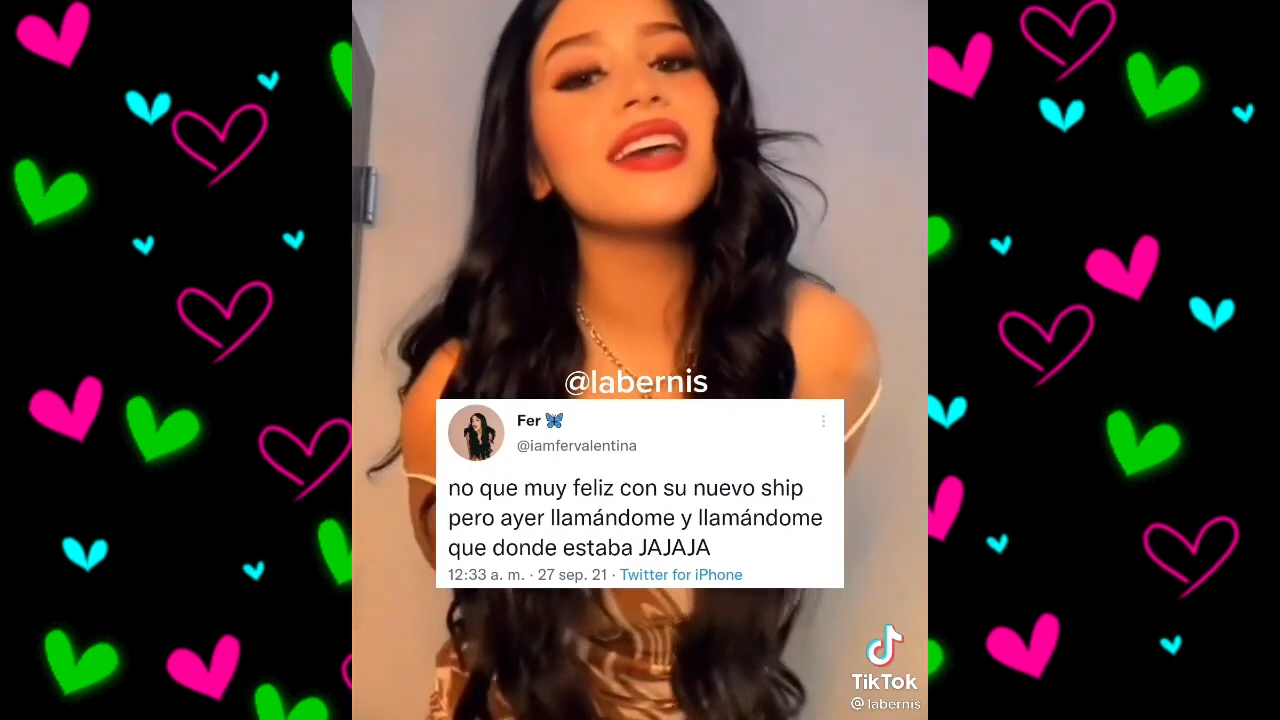 @labernis
Fer 🦋
@iamfervalentina
no que muy feliz con su nuevo ship
pero ayer llamándome y llamándome
que donde estaba JAJAJA
12:33 a. m. · 27 sep. 21 · Twitter for iPhone
TikTok
@labernis